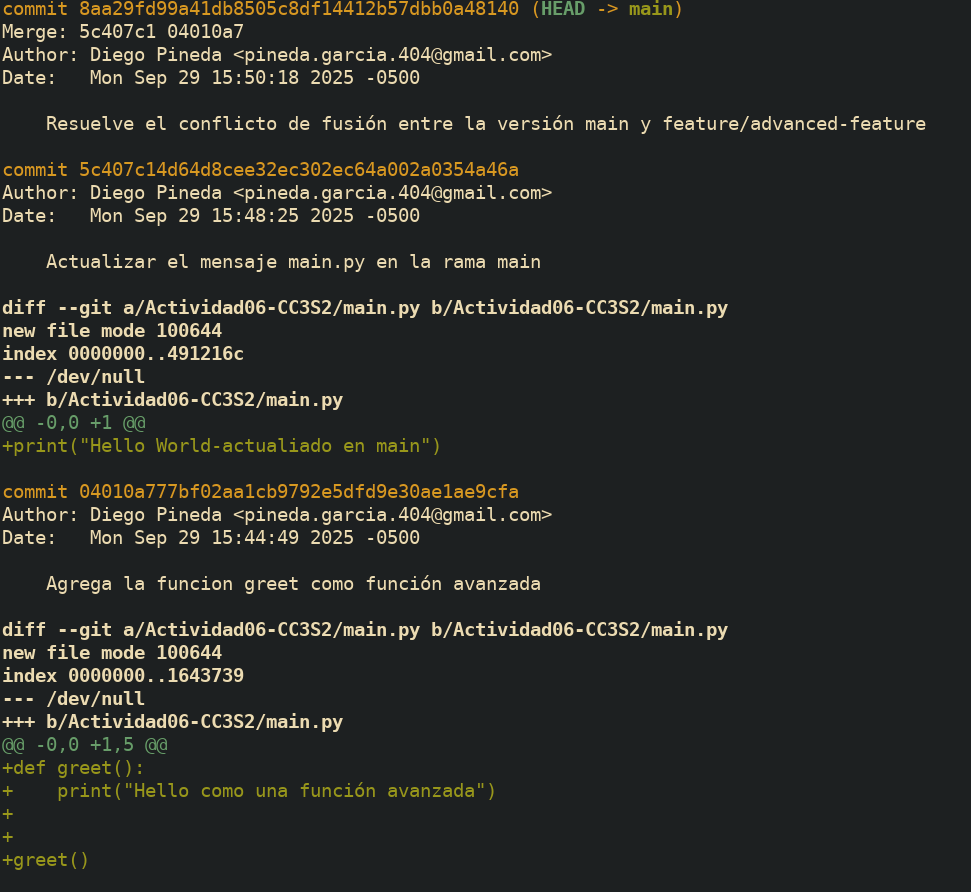 commit 8aa29fd99a41db8505c8df14412b57dbb0a48140 (HEAD -> main)
Merge: 5c407c1 04010a7
Author: Diego Pineda <pineda.garcia.404@gmail.com>
Date:   Mon Sep 29 15:50:18 2025 -0500

    Resuelve el conflicto de fusión entre la versión main y feature/advanced-feature

commit 5c407c14d64d8cee32ec302ec64a002a0354a46a
Author: Diego Pineda <pineda.garcia.404@gmail.com>
Date:   Mon Sep 29 15:48:25 2025 -0500

    Actualizar el mensaje main.py en la rama main

diff --git a/Actividad06-CC3S2/main.py b/Actividad06-CC3S2/main.py
new file mode 100644
index 0000000..491216c
--- /dev/null
+++ b/Actividad06-CC3S2/main.py
@@ -0,0 +1 @@
+print("Hello World-actualiado en main")

commit 04010a777bf02aa1cb9792e5dfd9e30ae1ae9cfa
Author: Diego Pineda <pineda.garcia.404@gmail.com>
Date:   Mon Sep 29 15:44:49 2025 -0500

    Agrega la funcion greet como función avanzada

diff --git a/Actividad06-CC3S2/main.py b/Actividad06-CC3S2/main.py
new file mode 100644
index 0000000..1643739
--- /dev/null
+++ b/Actividad06-CC3S2/main.py
@@ -0,0 +1,5 @@
+def greet():
+    print("Hello como una función avanzada")
+
+
+greet()